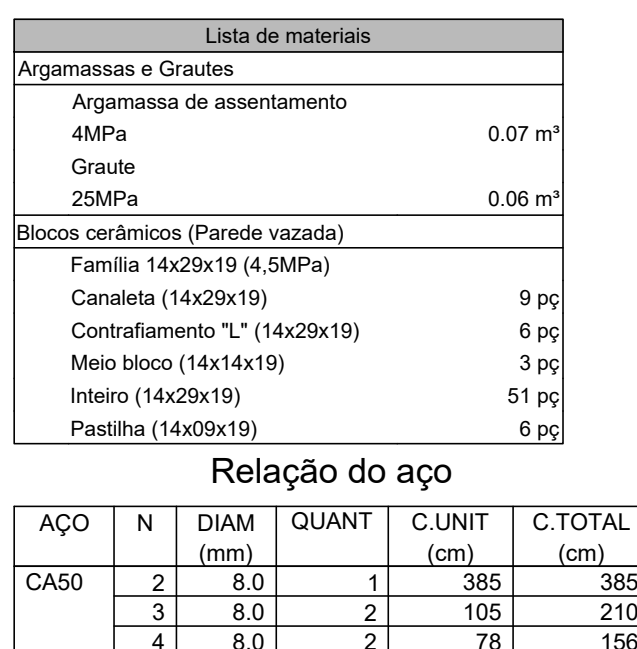 Lista de materiais
Argamassas e Grautes
Argamassa de assentamento
4MPa 0.07 m³
Graute
25MPa 0.06 m³
Blocos cerâmicos (Parede vazada)
Família 14x29x19 (4,5MPa)
Canaleta (14x29x19) 9 pç
Contrafiamento "L" (14x29x19) 6 pç
Meio bloco (14x14x19) 3 pç
Inteiro (14x29x19) 51 pç
Pastilha (14x09x19) 6 pç
Relação do aço
AÇO N DIAM QUANT C.UNIT C.TOTAL
(mm) (cm) (cm)
CA50 2 8.0 1 385 385
3 8.0 2 105 210
4 8.0 2 78 156